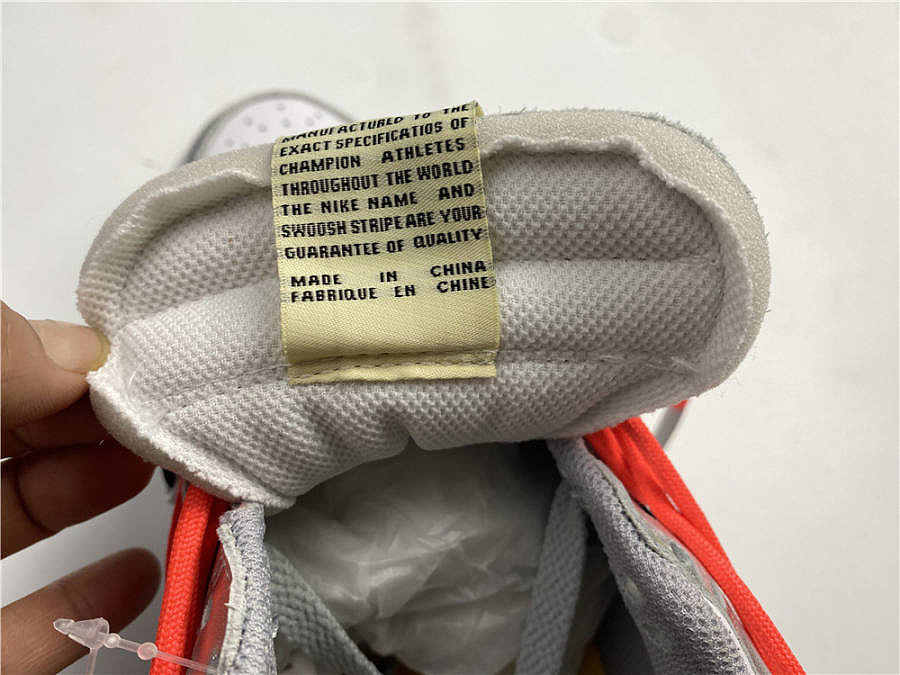 MANUFACTURED TO THE
EXACT SPECIFICATIOS OF
CHAMPION ATHLETES
THROUGHOUT THE WORLD
THE NIKE NAME AND
SWOOSH STRIPE ARE YOUR
GUARANTEE OF QUALITY
MADE IN CHINA
FABRIQUE EN CHINE